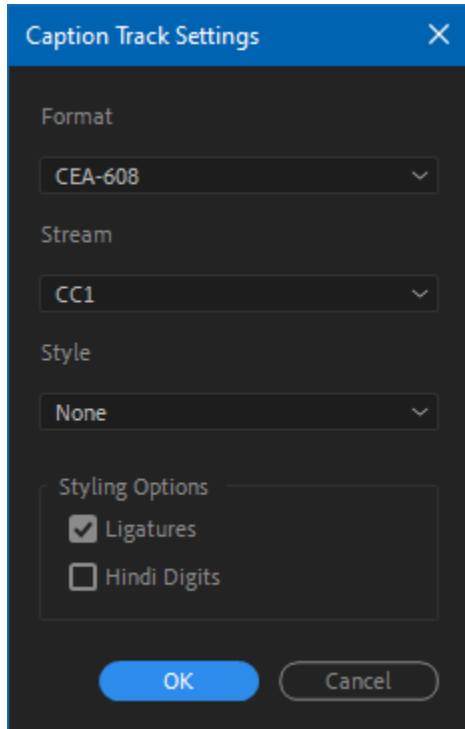 Caption Track Settings
Format
CEA-608
Stream
CC1
Style
None
Styling Options
Ligatures
Hindi Digits
OK Cancel